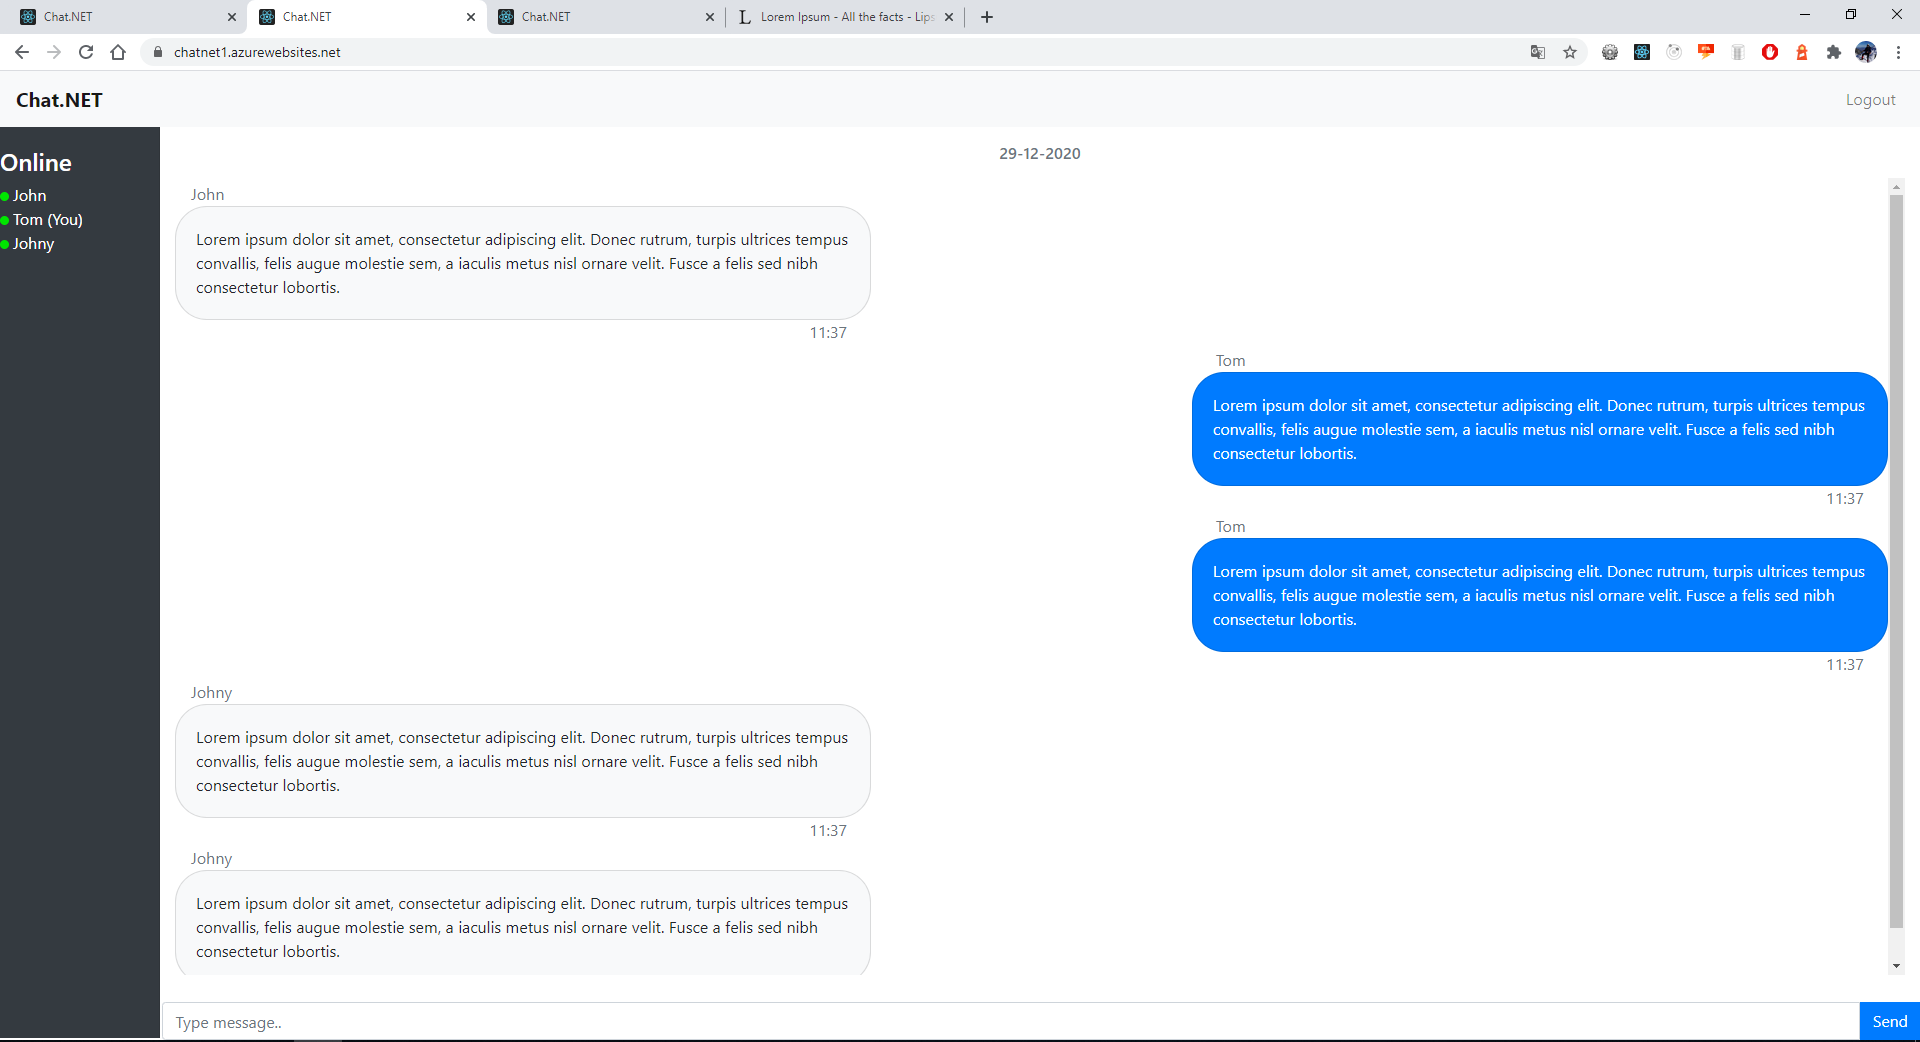 Chat.NET
Chat.NET
Chat.NET
Lorem Ipsum - All the facts - Lips
chatnet1.azurewebsites.net
Chat.NET
Logout
Online
John
Tom (You)
Johny
29-12-2020
John
Lorem ipsum dolor sit amet, consectetur adipiscing elit. Donec rutrum, turpis ultrices tempus
convallis, felis augue molestie sem, a iaculis metus nisl ornare velit. Fusce a felis sed nibh
consectetur lobortis.
11:37
Tom
Lorem ipsum dolor sit amet, consectetur adipiscing elit. Donec rutrum, turpis ultrices tempus
convallis, felis augue molestie sem, a iaculis metus nisl ornare velit. Fusce a felis sed nibh
consectetur lobortis.
11:37
Tom
Lorem ipsum dolor sit amet, consectetur adipiscing elit. Donec rutrum, turpis ultrices tempus
convallis, felis augue molestie sem, a iaculis metus nisl ornare velit. Fusce a felis sed nibh
consectetur lobortis.
11:37
Johny
Lorem ipsum dolor sit amet, consectetur adipiscing elit. Donec rutrum, turpis ultrices tempus
convallis, felis augue molestie sem, a iaculis metus nisl ornare velit. Fusce a felis sed nibh
consectetur lobortis.
11:37
Johny
Lorem ipsum dolor sit amet, consectetur adipiscing elit. Donec rutrum, turpis ultrices tempus
convallis, felis augue molestie sem, a iaculis metus nisl ornare velit. Fusce a felis sed nibh
consectetur lobortis.
Type message..
Send